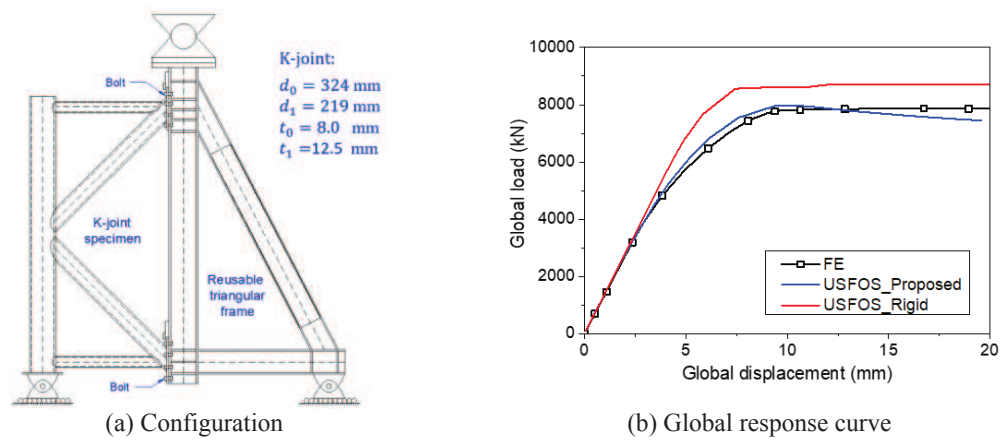 Bolt
K-joint:
d₀ = 324 mm
d₁ = 219 mm
t₀ = 8.0 mm
t₁ = 12.5 mm
K-joint
specimen
Reusable
triangular
frame
Bolt
(a) Configuration
10000
8000
6000
4000
2000
0
Global load (kN)
FE
USFOS_Proposed
USFOS_Rigid
0 5 10 15 20
Global displacement (mm)
(b) Global response curve